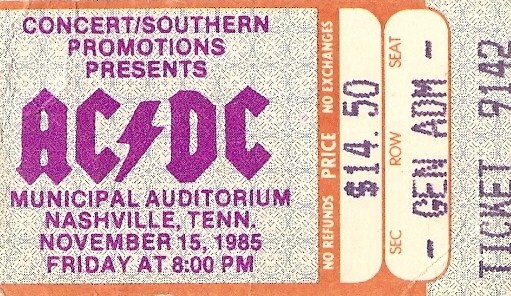 CONCERT/SOUTHERN
PROMOTIONS
PRESENTS
AC⚡DC
MUNICIPAL AUDITORIUM
NASHVILLE, TENN.
NOVEMBER 15, 1985
FRIDAY AT 8:00 PM
NO REFUNDS PRICE NO EXCHANGES
$14.50
SEC ROW SEAT
- GEN ADM -
TICKET 9142